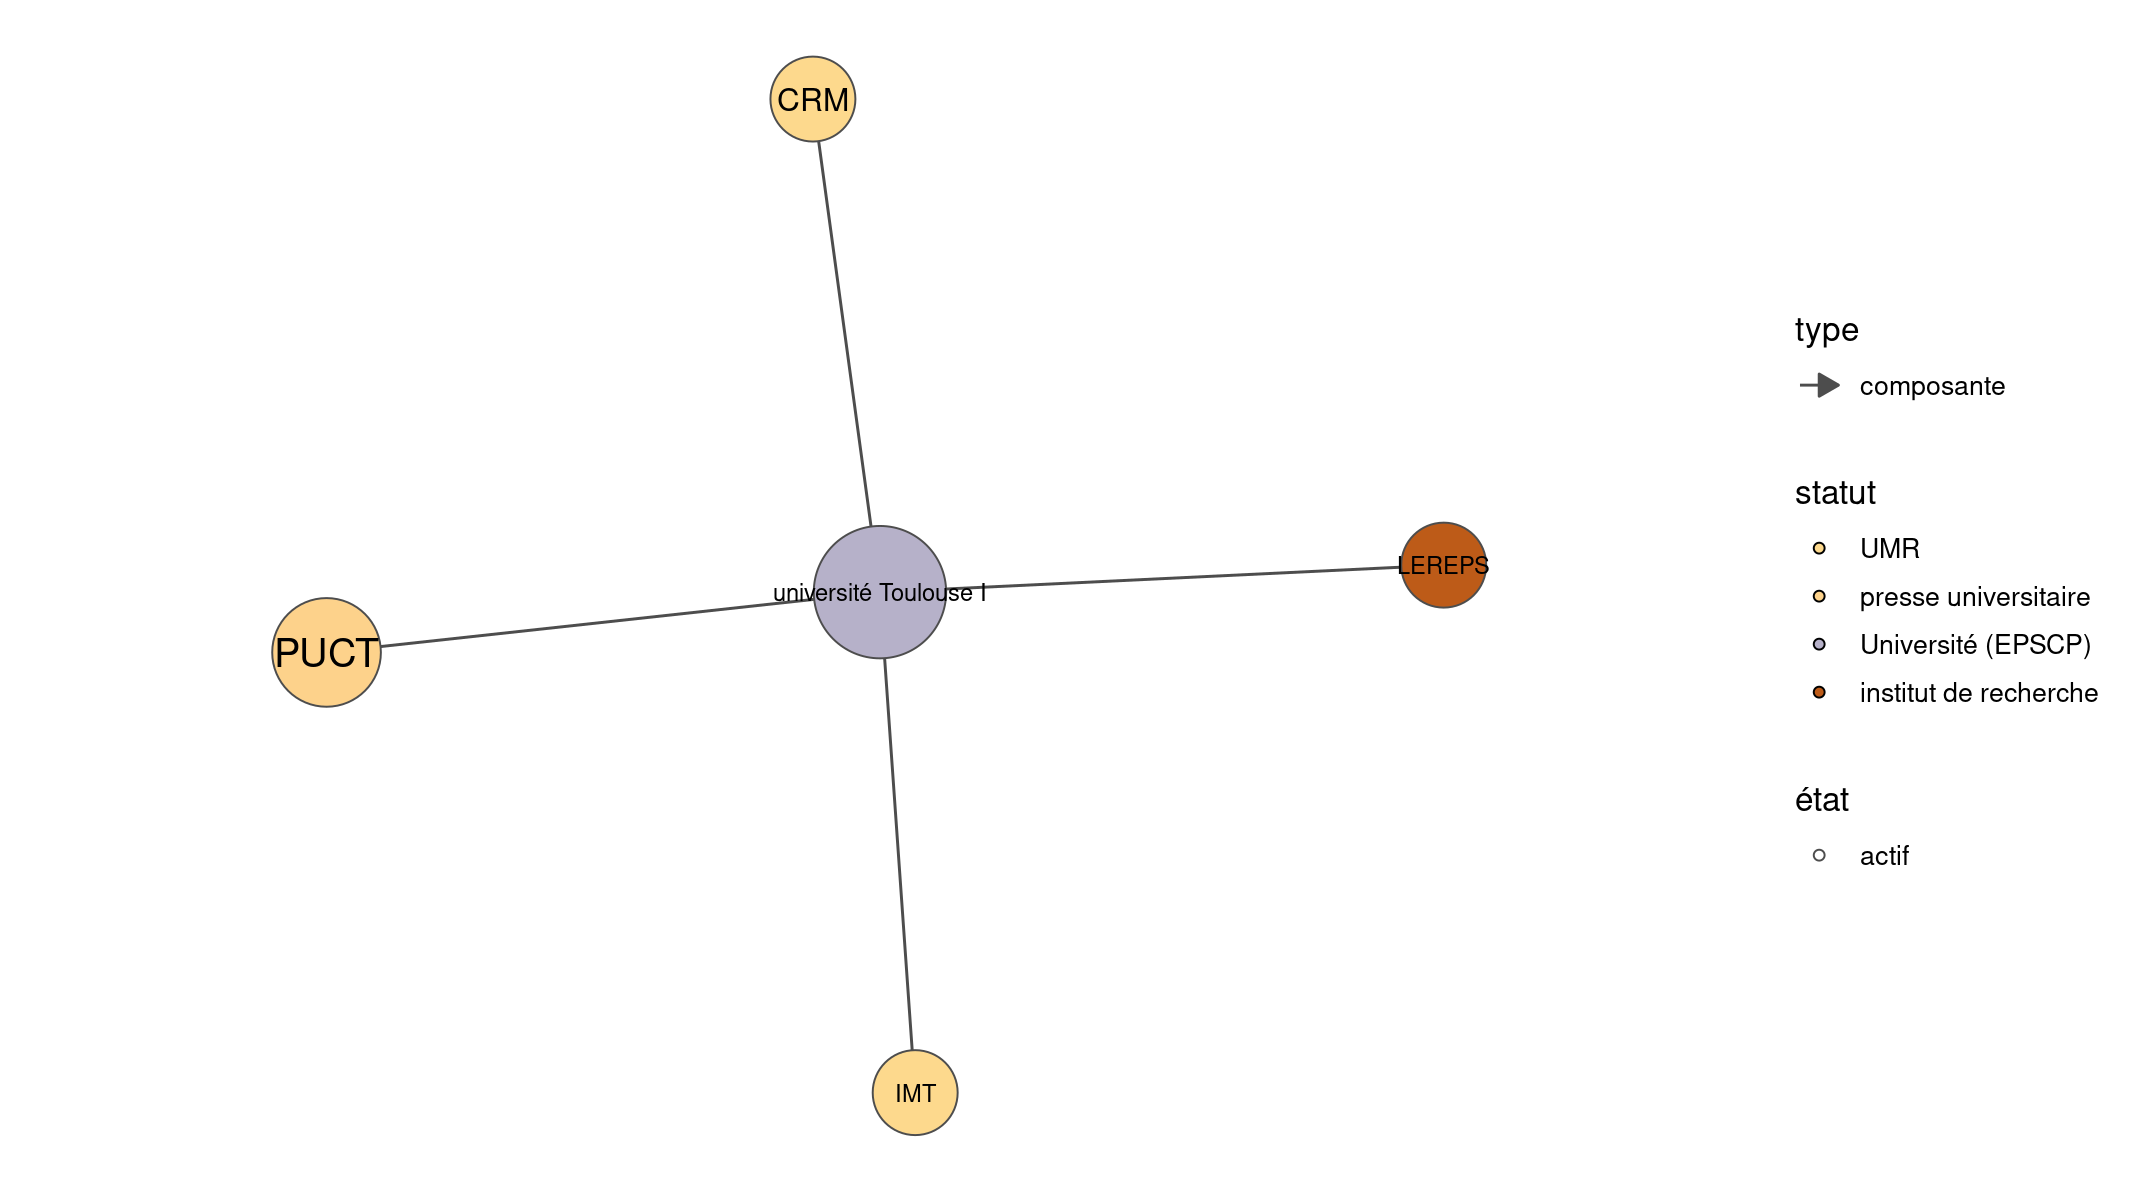 CRM
université Toulouse I
LEREPS
PUCT
IMT
type
composante
statut
UMR
presse universitaire
Université (EPSCP)
institut de recherche
état
actif